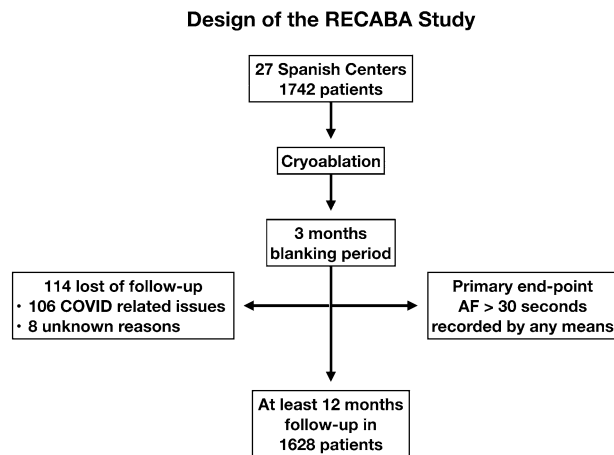 Design of the RECABA Study
27 Spanish Centers
1742 patients
Cryoablation
3 months
blanking period
114 lost of follow-up
• 106 COVID related issues
• 8 unknown reasons
Primary end-point
AF > 30 seconds
recorded by any means
At least 12 months
follow-up in
1628 patients